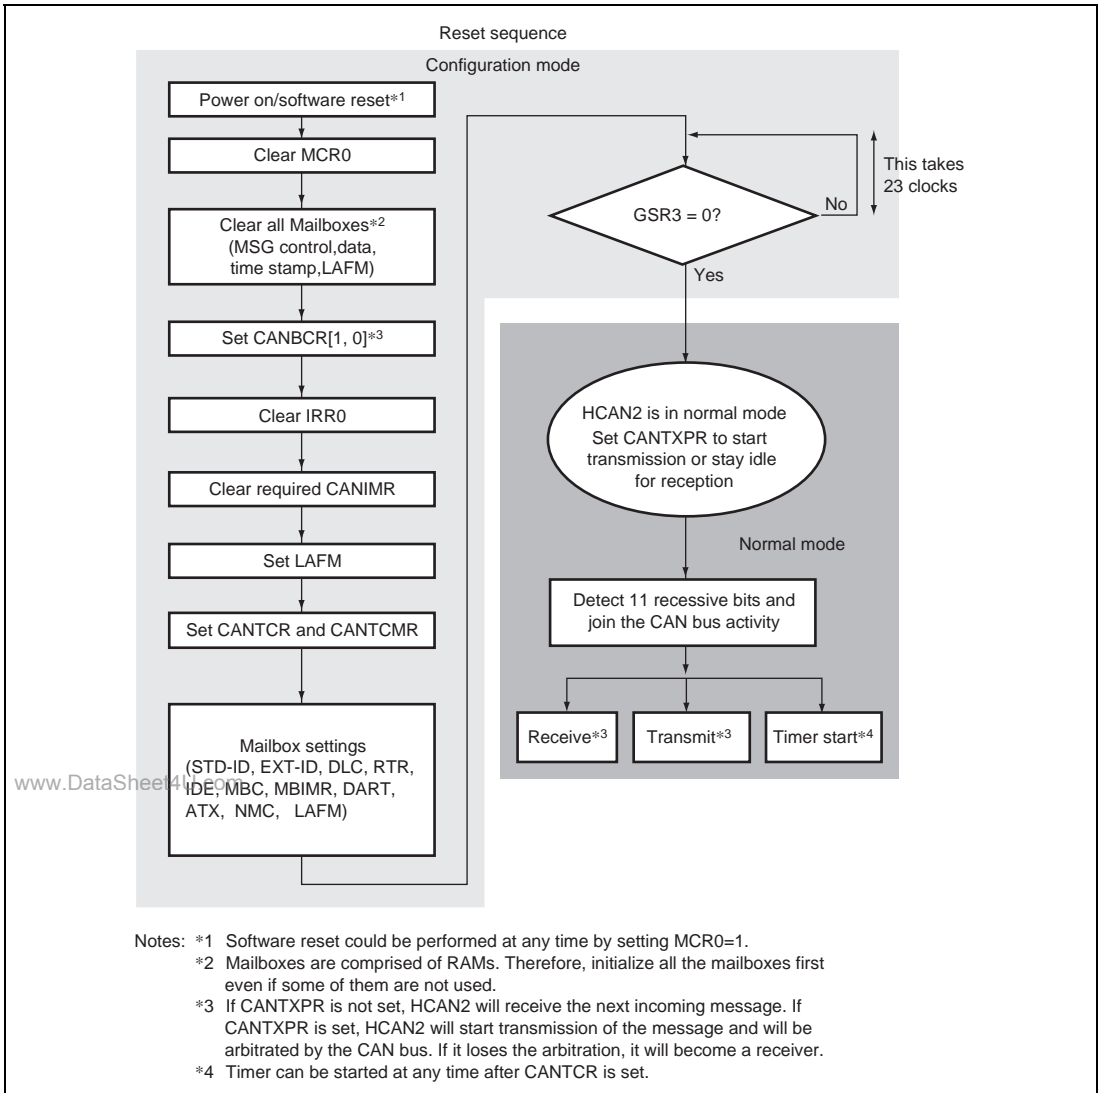 Reset sequence
Configuration mode
Power on/software reset*1
Clear MCR0
Clear all Mailboxes*2
(MSG control,data,
time stamp,LAFM)
Set CANBCR[1, 0]*3
Clear IRR0
Clear required CANIMR
Set LAFM
Set CANTCR and CANTCMR
Mailbox settings
(STD-ID, EXT-ID, DLC, RTR,
IDE, MBC, MBIMR, DART,
ATX, NMC, LAFM)
www.DataSheet4U.com
GSR3 = 0?
No
This takes
23 clocks
Yes
HCAN2 is in normal mode
Set CANTXPR to start
transmission or stay idle
for reception
Normal mode
Detect 11 recessive bits and
join the CAN bus activity
Receive*3
Transmit*3
Timer start*4
Notes: *1 Software reset could be performed at any time by setting MCR0=1.
*2 Mailboxes are comprised of RAMs. Therefore, initialize all the mailboxes first
even if some of them are not used.
*3 If CANTXPR is not set, HCAN2 will receive the next incoming message. If
CANTXPR is set, HCAN2 will start transmission of the message and will be
arbitrated by the CAN bus. If it loses the arbitration, it will become a receiver.
*4 Timer can be started at any time after CANTCR is set.